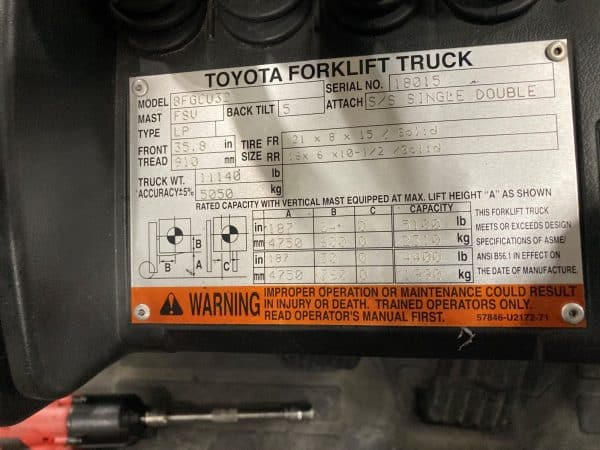 TOYOTA FORKLIFT TRUCK
MODEL 8FGCU32 SERIAL NO. 18015
MAST FSV BACK TILT 5 ATTACH S/S SINGLE DOUBLE
TYPE LP
FRONT TREAD 35.8 in TIRE SIZE FR 21 x 8 x 15 / Solid
910 mm RR 16x 6 x10-1/2 /Solid
TRUCK WT. 11140 lb
ACCURACY±5% 5050 kg
RATED CAPACITY WITH VERTICAL MAST EQUIPPED AT MAX. LIFT HEIGHT "A" AS SHOWN
A B C CAPACITY
in 187 24 0 lb
mm 4750 600 0 kg
in 187 30 0 lb
mm 4750 0 kg
B A B C
THIS FORKLIFT TRUCK
MEETS OR EXCEEDS DESIGN
SPECIFICATIONS OF ASME/
ANSI B56.1 IN EFFECT ON
THE DATE OF MANUFACTURE.
WARNING
IMPROPER OPERATION OR MAINTENANCE COULD RESULT
IN INJURY OR DEATH. TRAINED OPERATORS ONLY.
READ OPERATOR'S MANUAL FIRST. 57846-U2172-71